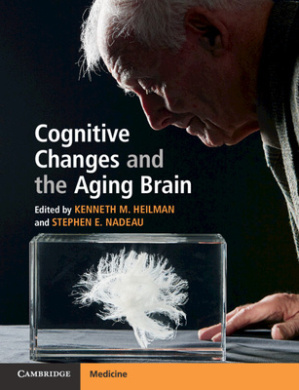 Cognitive
Changes and
the Aging Brain
Edited by KENNETH M. HEILMAN
and STEPHEN E. NADEAU
CAMBRIDGE Medicine